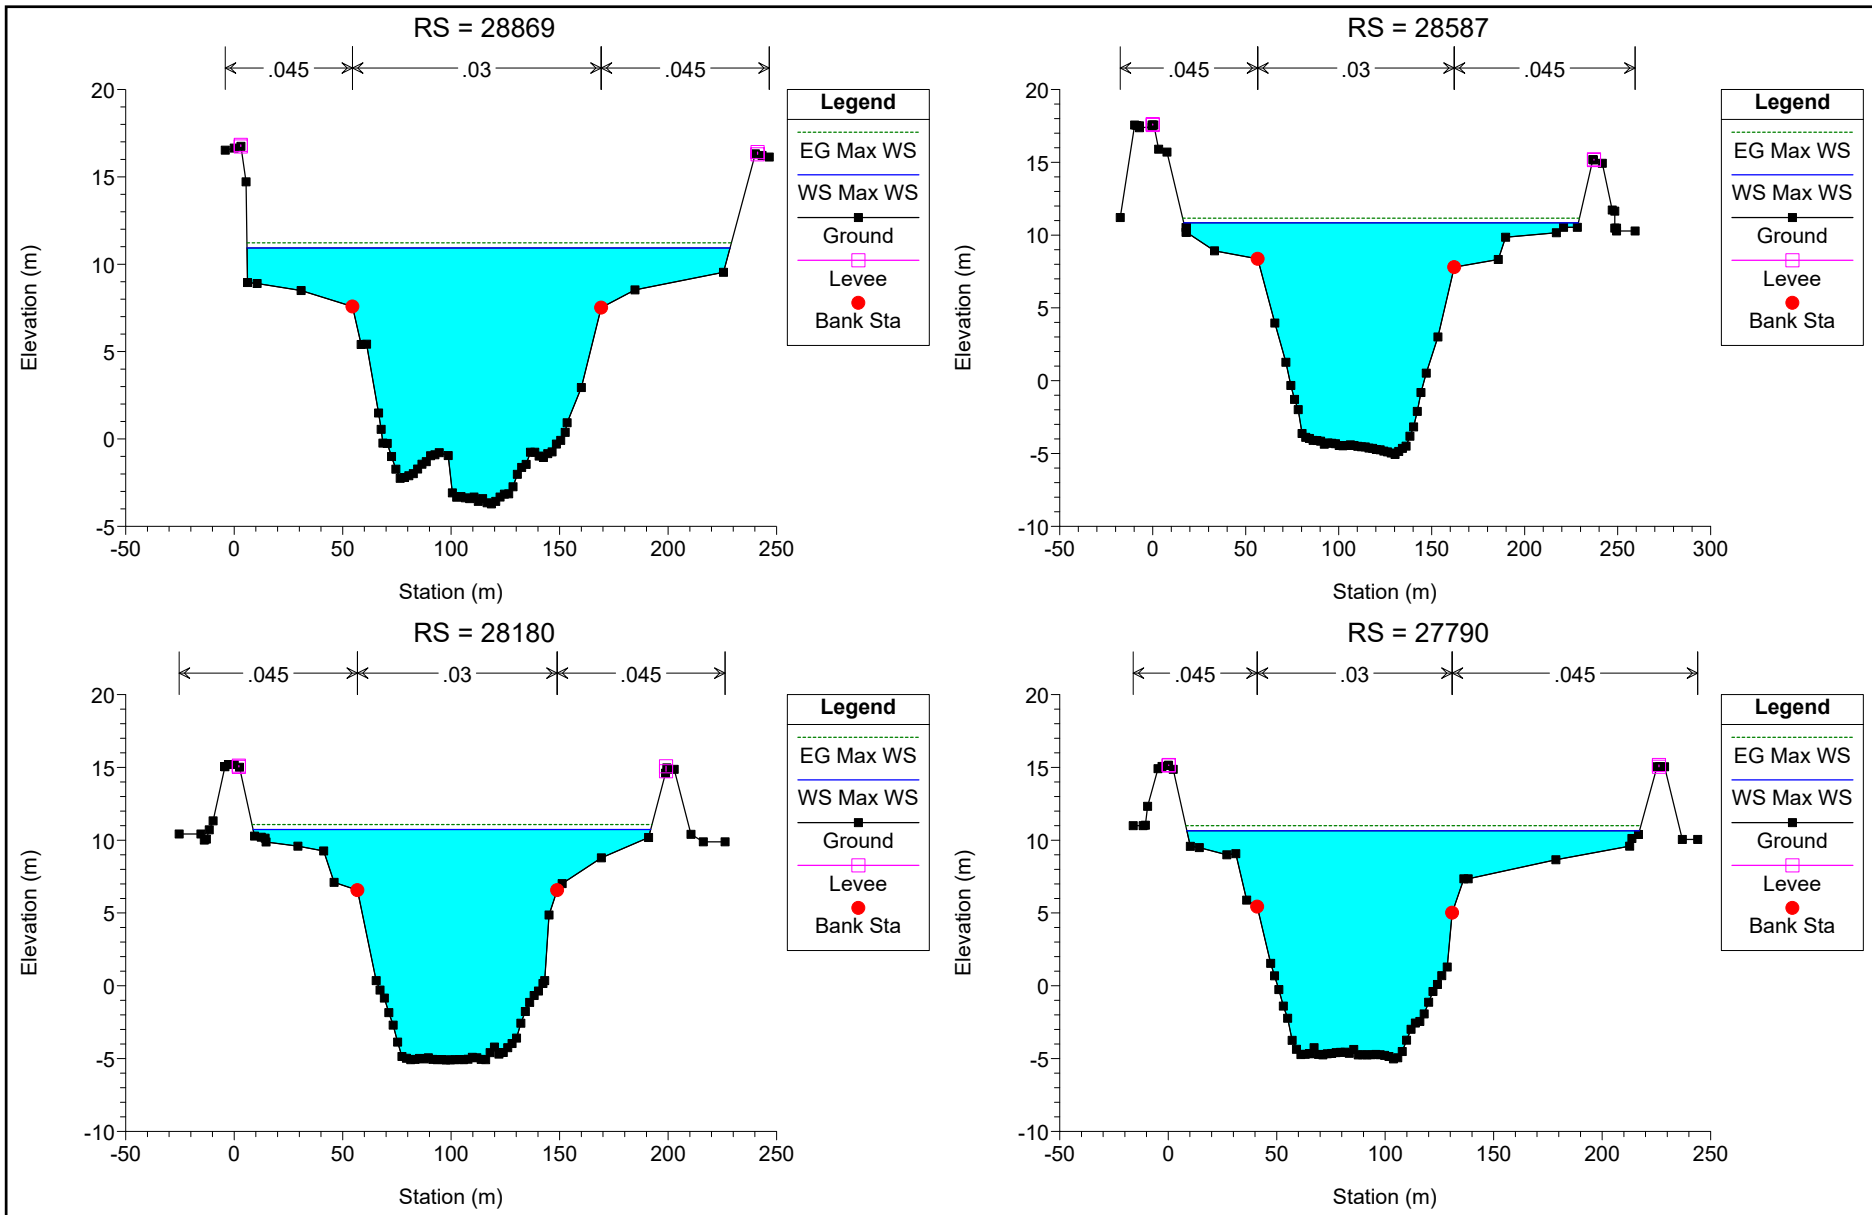 RS = 28869
.045 .03 .045
20
15
10
5
0
-5
-50 0 50 100 150 200 250
Elevation (m)
Station (m)
Legend
EG Max WS
WS Max WS
Ground
Levee
Bank Sta
RS = 28587
.045 .03 .045
20
15
10
5
0
-5
-10
-50 0 50 100 150 200 250 300
Elevation (m)
Station (m)
Legend
EG Max WS
WS Max WS
Ground
Levee
Bank Sta
RS = 28180
.045 .03 .045
20
15
10
5
0
-5
-10
-50 0 50 100 150 200 250
Elevation (m)
Station (m)
Legend
EG Max WS
WS Max WS
Ground
Levee
Bank Sta
RS = 27790
.045 .03 .045
20
15
10
5
0
-5
-10
-50 0 50 100 150 200 250
Elevation (m)
Station (m)
Legend
EG Max WS
WS Max WS
Ground
Levee
Bank Sta